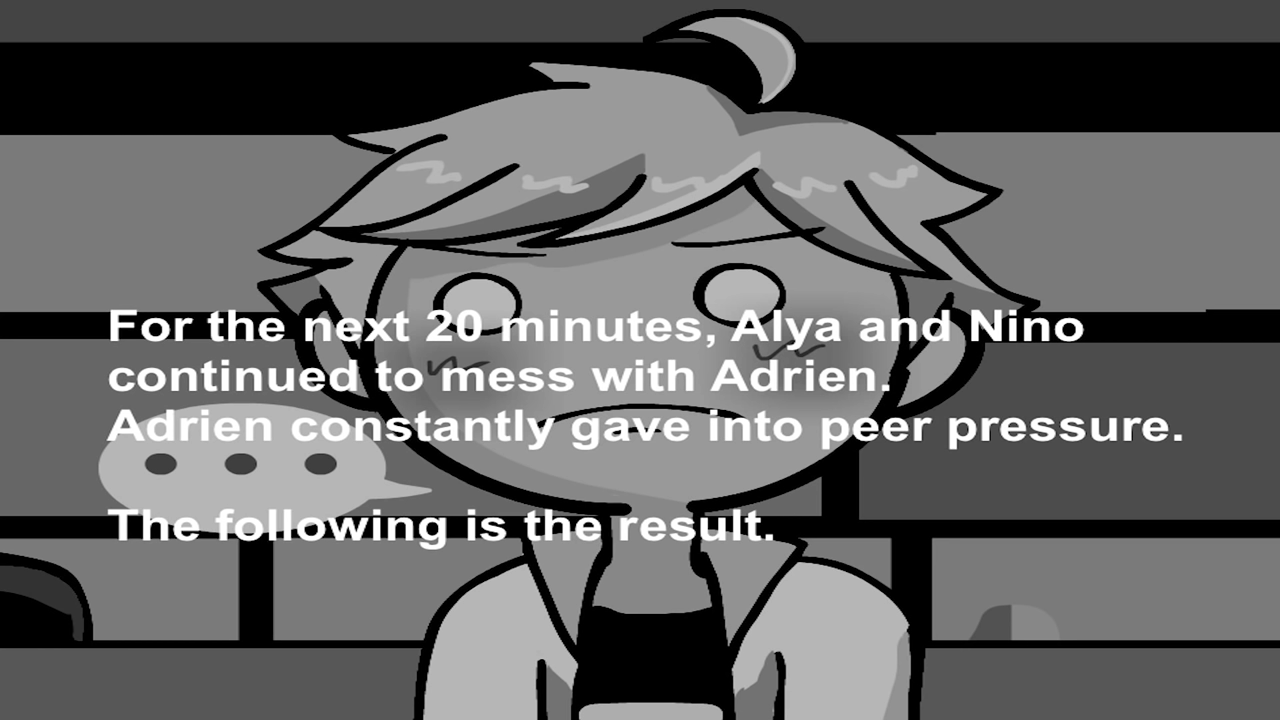 For the next 20 minutes, Alya and Nino
continued to mess with Adrien.
Adrien constantly gave into peer pressure.
The following is the result.